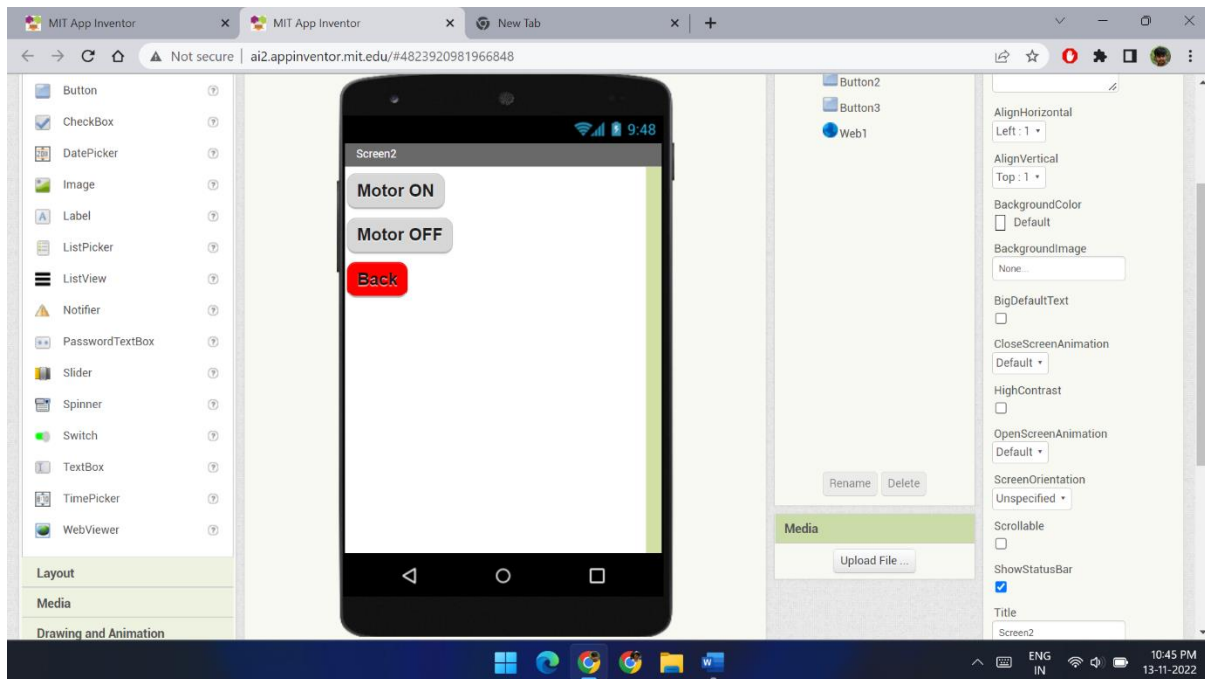 MIT App Inventor
MIT App Inventor
New Tab
Not secure
ai2.appinventor.mit.edu/#4823920981966848
Button
CheckBox
DatePicker
Image
Label
ListPicker
ListView
Notifier
PasswordTextBox
Slider
Spinner
Switch
TextBox
TimePicker
WebViewer
Layout
Media
Drawing and Animation
9:48
Screen2
Motor ON
Motor OFF
Back
Button2
Button3
Web1
Rename Delete
Media
Upload File ...
AlignHorizontal
Left : 1
AlignVertical
Top : 1
BackgroundColor
Default
BackgroundImage
None...
BigDefaultText
CloseScreenAnimation
Default
HighContrast
OpenScreenAnimation
Default
ScreenOrientation
Unspecified
Scrollable
ShowStatusBar
Title
Screen2
ENG
IN
10:45 PM
13-11-2022